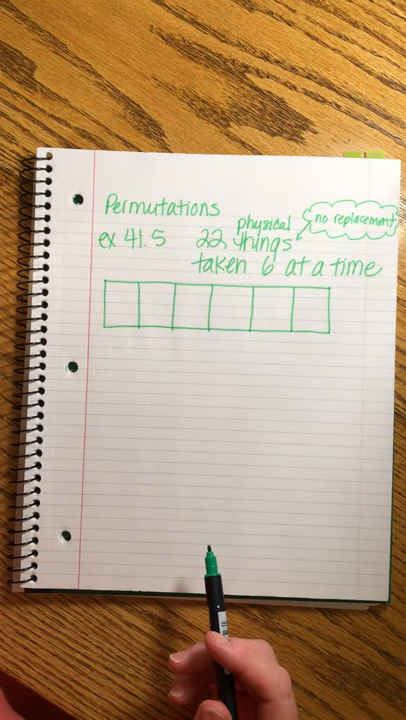 Permutations
ex 41.5 22 physical things
no replacement
taken 6 at a time